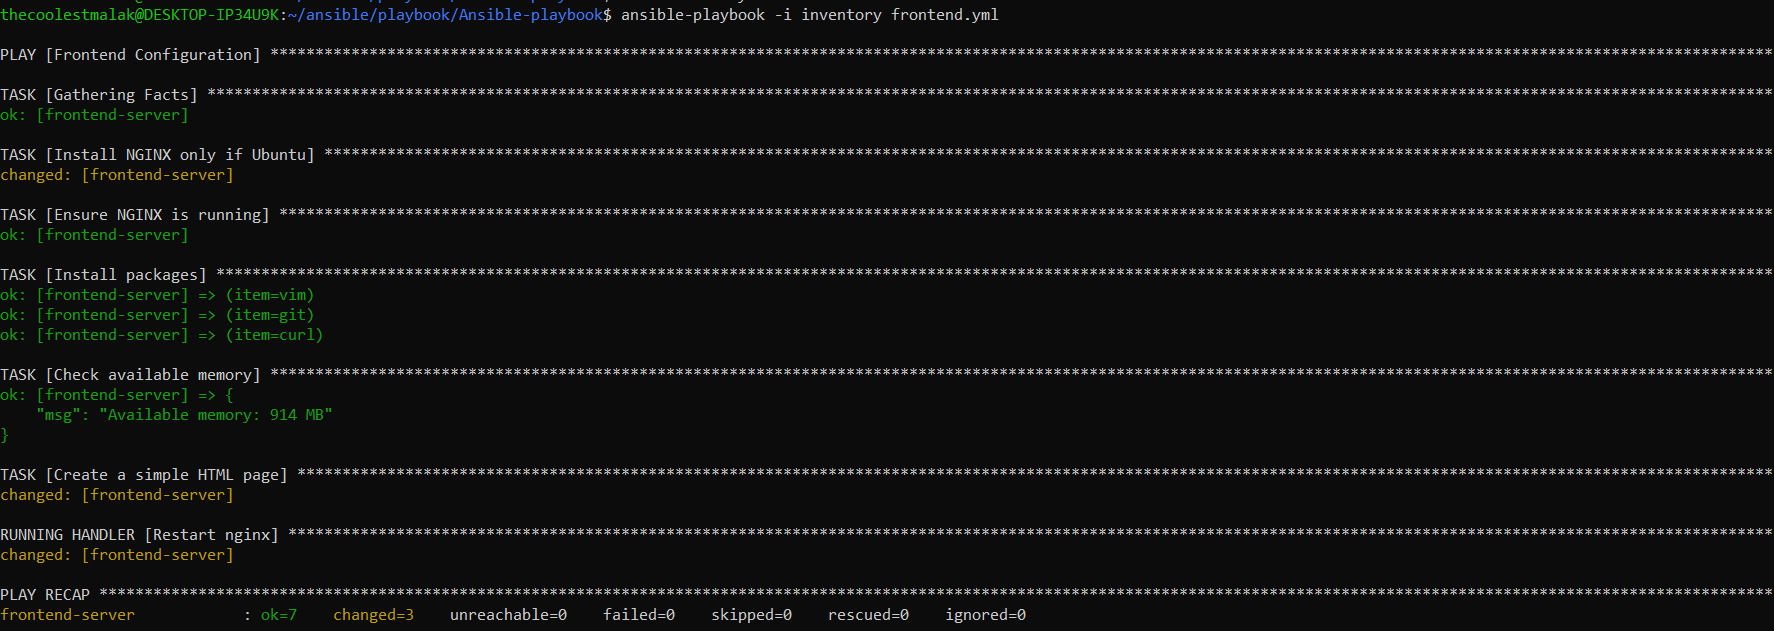 thecoolestmalak@DESKTOP-IP34U9K:~/ansible/playbook/Ansible-playbook$ ansible-playbook -i inventory frontend.yml
PLAY [Frontend Configuration] ****************************************************************************************************************************************************************
TASK [Gathering Facts] ****************************************************************************************************************************************************************
ok: [frontend-server]
TASK [Install NGINX only if Ubuntu] ****************************************************************************************************************************************************************
changed: [frontend-server]
TASK [Ensure NGINX is running] ****************************************************************************************************************************************************************
ok: [frontend-server]
TASK [Install packages] ****************************************************************************************************************************************************************
ok: [frontend-server] => (item=vim)
ok: [frontend-server] => (item=git)
ok: [frontend-server] => (item=curl)
TASK [Check available memory] ****************************************************************************************************************************************************************
ok: [frontend-server] => {
    "msg": "Available memory: 914 MB"
}
TASK [Create a simple HTML page] ****************************************************************************************************************************************************************
changed: [frontend-server]
RUNNING HANDLER [Restart nginx] ****************************************************************************************************************************************************************
changed: [frontend-server]
PLAY RECAP ****************************************************************************************************************************************************************
frontend-server            : ok=7    changed=3    unreachable=0    failed=0    skipped=0    rescued=0    ignored=0